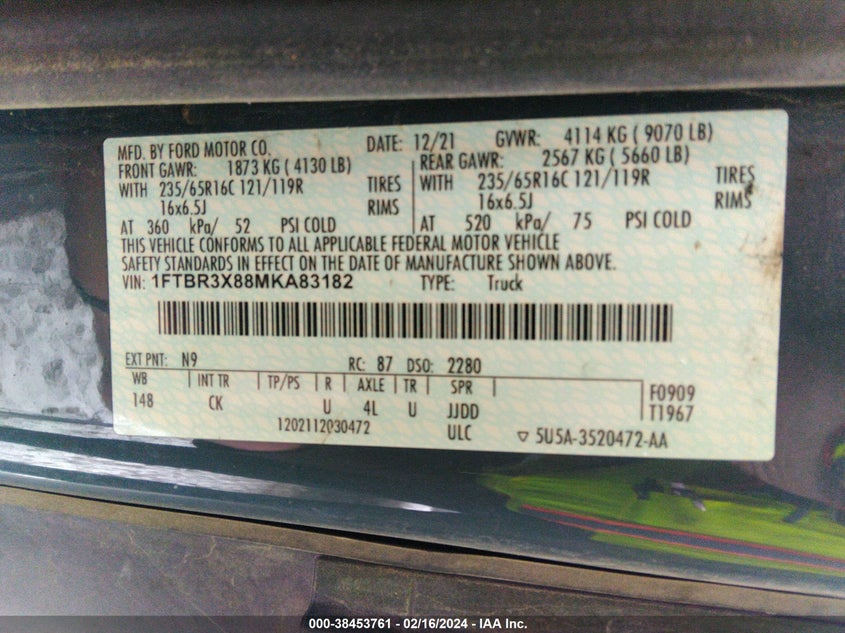 MFD. BY FORD MOTOR CO. DATE: 12/21 GVWR: 4114 KG ( 9070 LB)
FRONT GAWR: 1873 KG ( 4130 LB) REAR GAWR: 2567 KG ( 5660 LB)
WITH 235/65R16C 121/119R TIRES WITH 235/65R16C 121/119R TIRES
16x6.5J RIMS 16x6.5J RIMS
AT 360 kPa/ 52 PSI COLD AT 520 kPa/ 75 PSI COLD
THIS VEHICLE CONFORMS TO ALL APPLICABLE FEDERAL MOTOR VEHICLE
SAFETY STANDARDS IN EFFECT ON THE DATE OF MANUFACTURE SHOWN ABOVE.
VIN: 1FTBR3X88MKA83182 TYPE: Truck
EXT PNT: N9 RC: 87 DSO: 2280
WB INT TR TP/PS R AXLE TR SPR F0909
148 CK U 4L U JJDD T1967
1202112030472 ULC ▽ 5U5A-3520472-AA
000-38453761 - 02/16/2024 - IAA Inc.